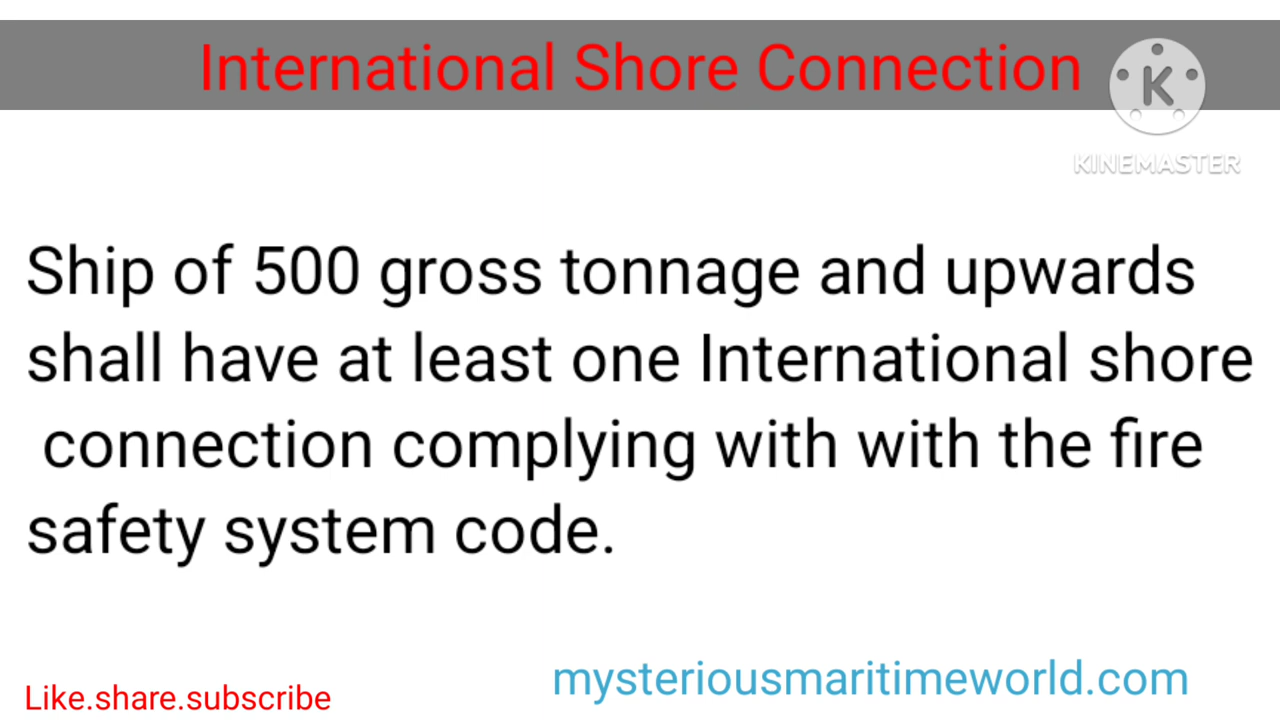 International Shore Connection
K
KINEMASTER
Ship of 500 gross tonnage and upwards
shall have at least one International shore
connection complying with with the fire
safety system code.
Like.share.subscribe
mysteriousmaritimeworld.com